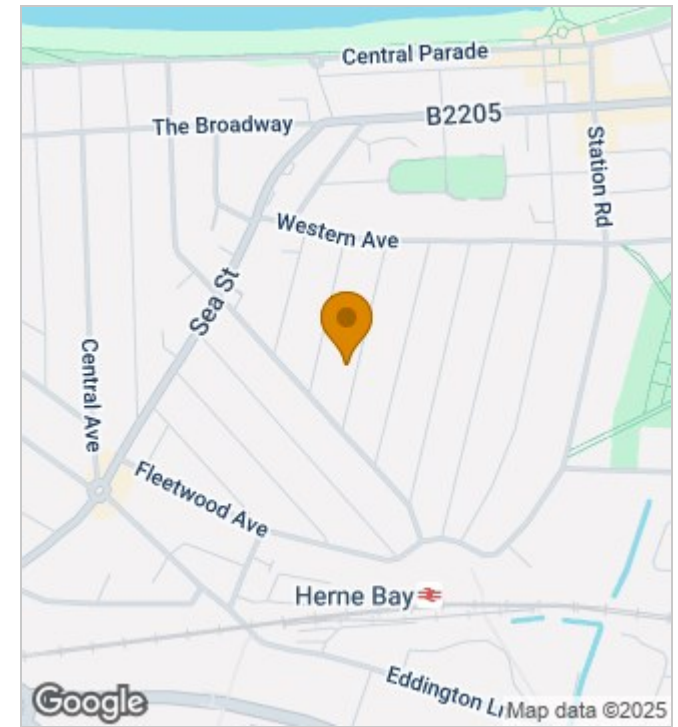 Central Parade
The Broadway
B2205
Station Rd
Western Ave
Sea St
Central Ave
Fleetwood Ave
Herne Bay
Eddington Ln
Google
Map data ©2025